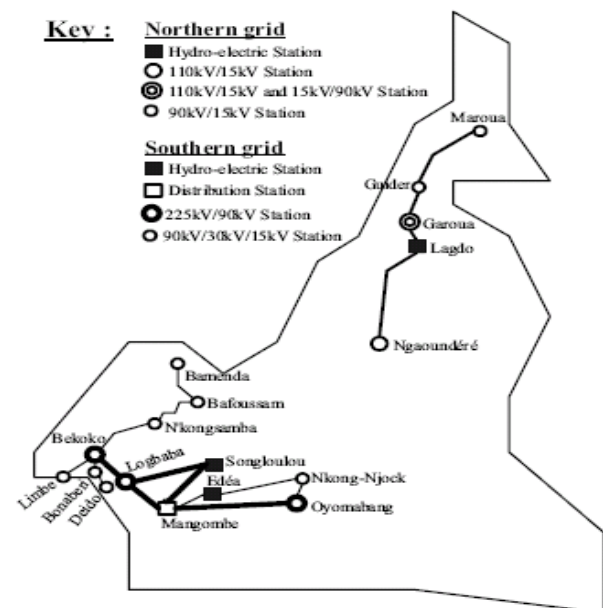 Key :
Northern grid
Hydro-electric Station
110kV/15kV Station
110kV/15kV and 15kV/90kV Station
90kV/15kV Station
Southern grid
Hydro-electric Station
Distribution Station
225kV/90kV Station
90kV/30kV/15kV Station
Maroua
Guider
Garoua
Lagdo
Ngaoundéré
Bamenda
Bafoussam
N'kongsamba
Bekoko
Logbaba
Songloulou
Limbe
Bonaberi
Deido
Edéa
Nkong-Njock
Mangombe
Oyomabang